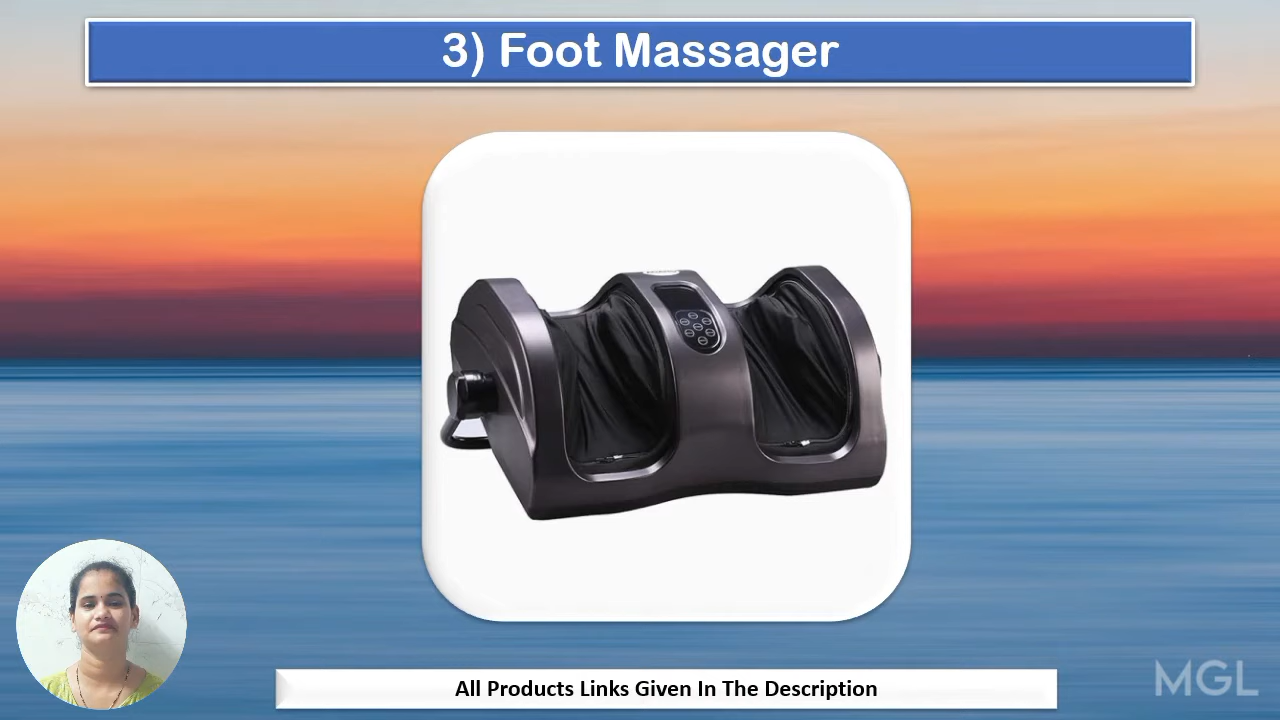 3) Foot Massager
All Products Links Given In The Description
MGL